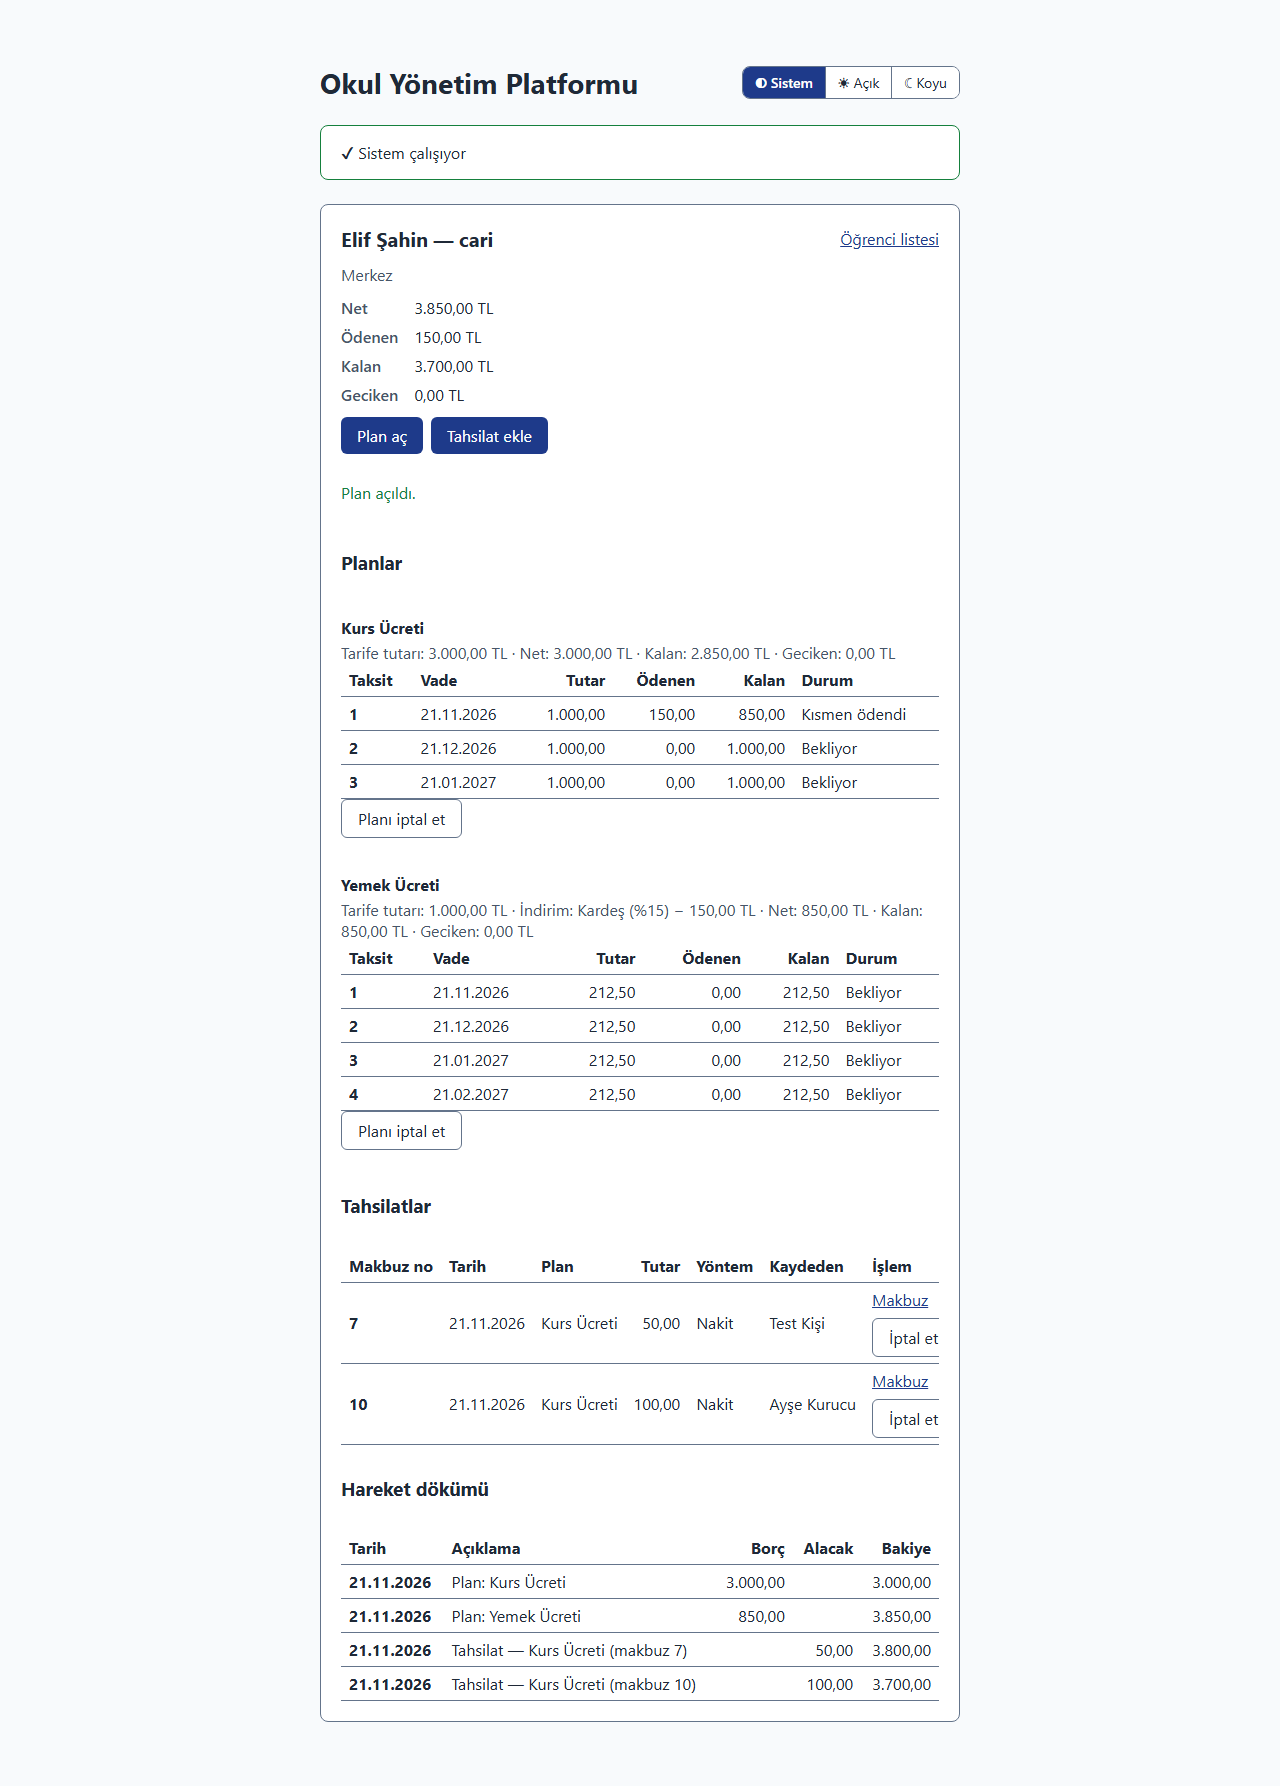 Okul Yönetim Platformu
◐ Sistem ☀ Açık ☾ Koyu
✓ Sistem çalışıyor
Elif Şahin — cari Öğrenci listesi
Merkez
Net 3.850,00 TL
Ödenen 150,00 TL
Kalan 3.700,00 TL
Geciken 0,00 TL
Plan aç Tahsilat ekle
Plan açıldı.
Planlar
Kurs Ücreti
Tarife tutarı: 3.000,00 TL · Net: 3.000,00 TL · Kalan: 2.850,00 TL · Geciken: 0,00 TL
Taksit Vade Tutar Ödenen Kalan Durum
1 21.11.2026 1.000,00 150,00 850,00 Kısmen ödendi
2 21.12.2026 1.000,00 0,00 1.000,00 Bekliyor
3 21.01.2027 1.000,00 0,00 1.000,00 Bekliyor
Planı iptal et
Yemek Ücreti
Tarife tutarı: 1.000,00 TL · İndirim: Kardeş (%15) − 150,00 TL · Net: 850,00 TL · Kalan:
850,00 TL · Geciken: 0,00 TL
Taksit Vade Tutar Ödenen Kalan Durum
1 21.11.2026 212,50 0,00 212,50 Bekliyor
2 21.12.2026 212,50 0,00 212,50 Bekliyor
3 21.01.2027 212,50 0,00 212,50 Bekliyor
4 21.02.2027 212,50 0,00 212,50 Bekliyor
Planı iptal et
Tahsilatlar
Makbuz no Tarih Plan Tutar Yöntem Kaydeden İşlem
7 21.11.2026 Kurs Ücreti 50,00 Nakit Test Kişi Makbuz
İptal et
10 21.11.2026 Kurs Ücreti 100,00 Nakit Ayşe Kurucu Makbuz
İptal et
Hareket dökümü
Tarih Açıklama Borç Alacak Bakiye
21.11.2026 Plan: Kurs Ücreti 3.000,00 3.000,00
21.11.2026 Plan: Yemek Ücreti 850,00 3.850,00
21.11.2026 Tahsilat — Kurs Ücreti (makbuz 7) 50,00 3.800,00
21.11.2026 Tahsilat — Kurs Ücreti (makbuz 10) 100,00 3.700,00